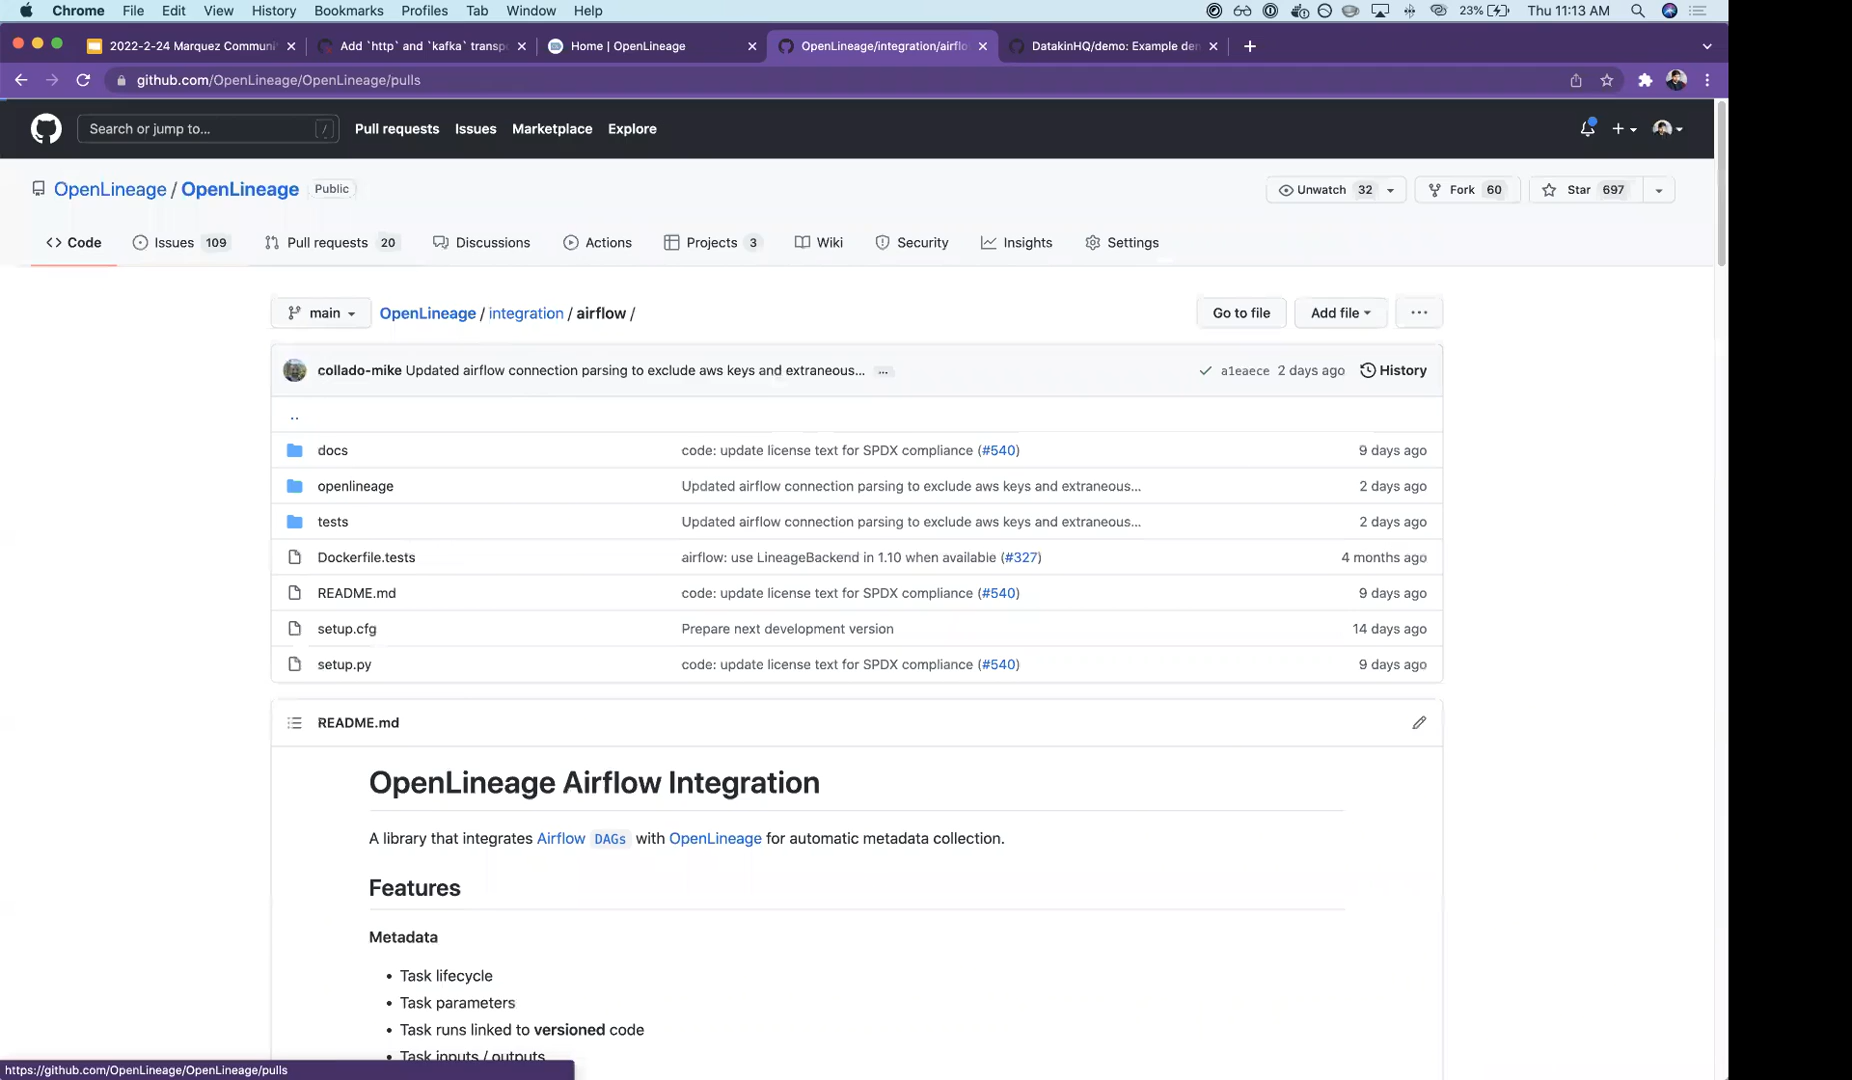 Chrome File Edit View History Bookmarks Profiles Tab Window Help 23% Thu 11:13 AM
2022-2-24 Marquez Communi
Add `http` and `kafka` transpo
Home | OpenLineage
OpenLineage/integration/airflo
DatakinHQ/demo: Example den
github.com/OpenLineage/OpenLineage/pulls
Search or jump to... / Pull requests Issues Marketplace Explore
OpenLineage / OpenLineage Public Unwatch 32 Fork 60 Star 697
Code Issues 109 Pull requests 20 Discussions Actions Projects 3 Wiki Security Insights Settings
main OpenLineage / integration / airflow / Go to file Add file ...
collado-mike Updated airflow connection parsing to exclude aws keys and extraneous... ... a1eaece 2 days ago History
..
docs code: update license text for SPDX compliance (#540) 9 days ago
openlineage Updated airflow connection parsing to exclude aws keys and extraneous... 2 days ago
tests Updated airflow connection parsing to exclude aws keys and extraneous... 2 days ago
Dockerfile.tests airflow: use LineageBackend in 1.10 when available (#327) 4 months ago
README.md code: update license text for SPDX compliance (#540) 9 days ago
setup.cfg Prepare next development version 14 days ago
setup.py code: update license text for SPDX compliance (#540) 9 days ago
README.md
OpenLineage Airflow Integration
A library that integrates Airflow DAGs with OpenLineage for automatic metadata collection.
Features
Metadata
• Task lifecycle
• Task parameters
• Task runs linked to versioned code
• Task inputs / outputs
https://github.com/OpenLineage/OpenLineage/pulls